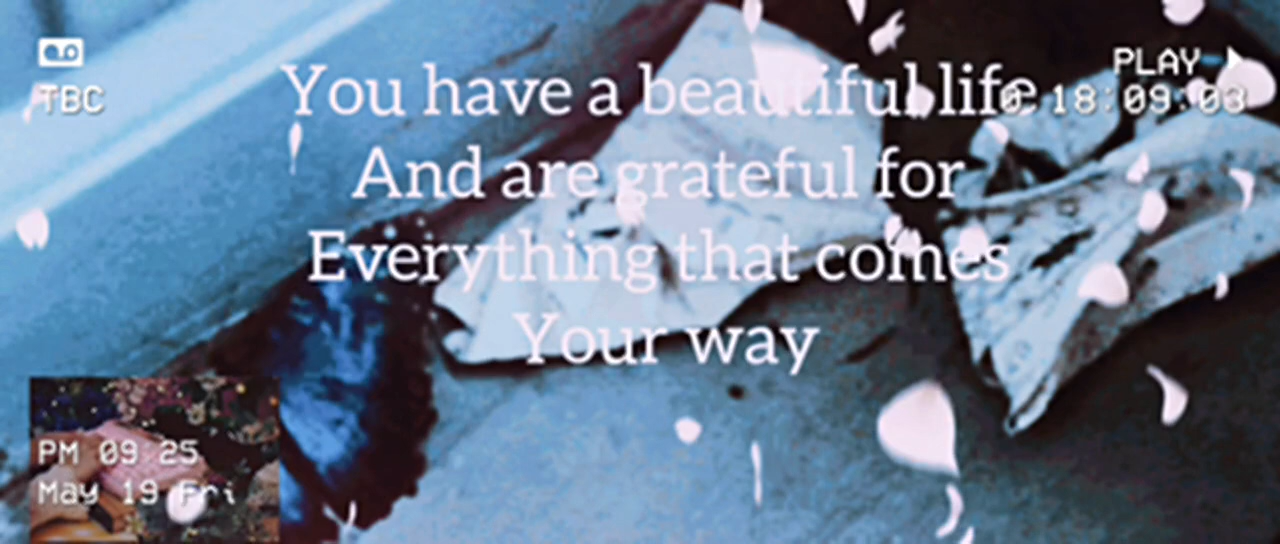 TBC
PLAY
0:18:09:03
You have a beautiful life
And are grateful for
Everything that comes
Your way
PM 09 25
May 19 Fri